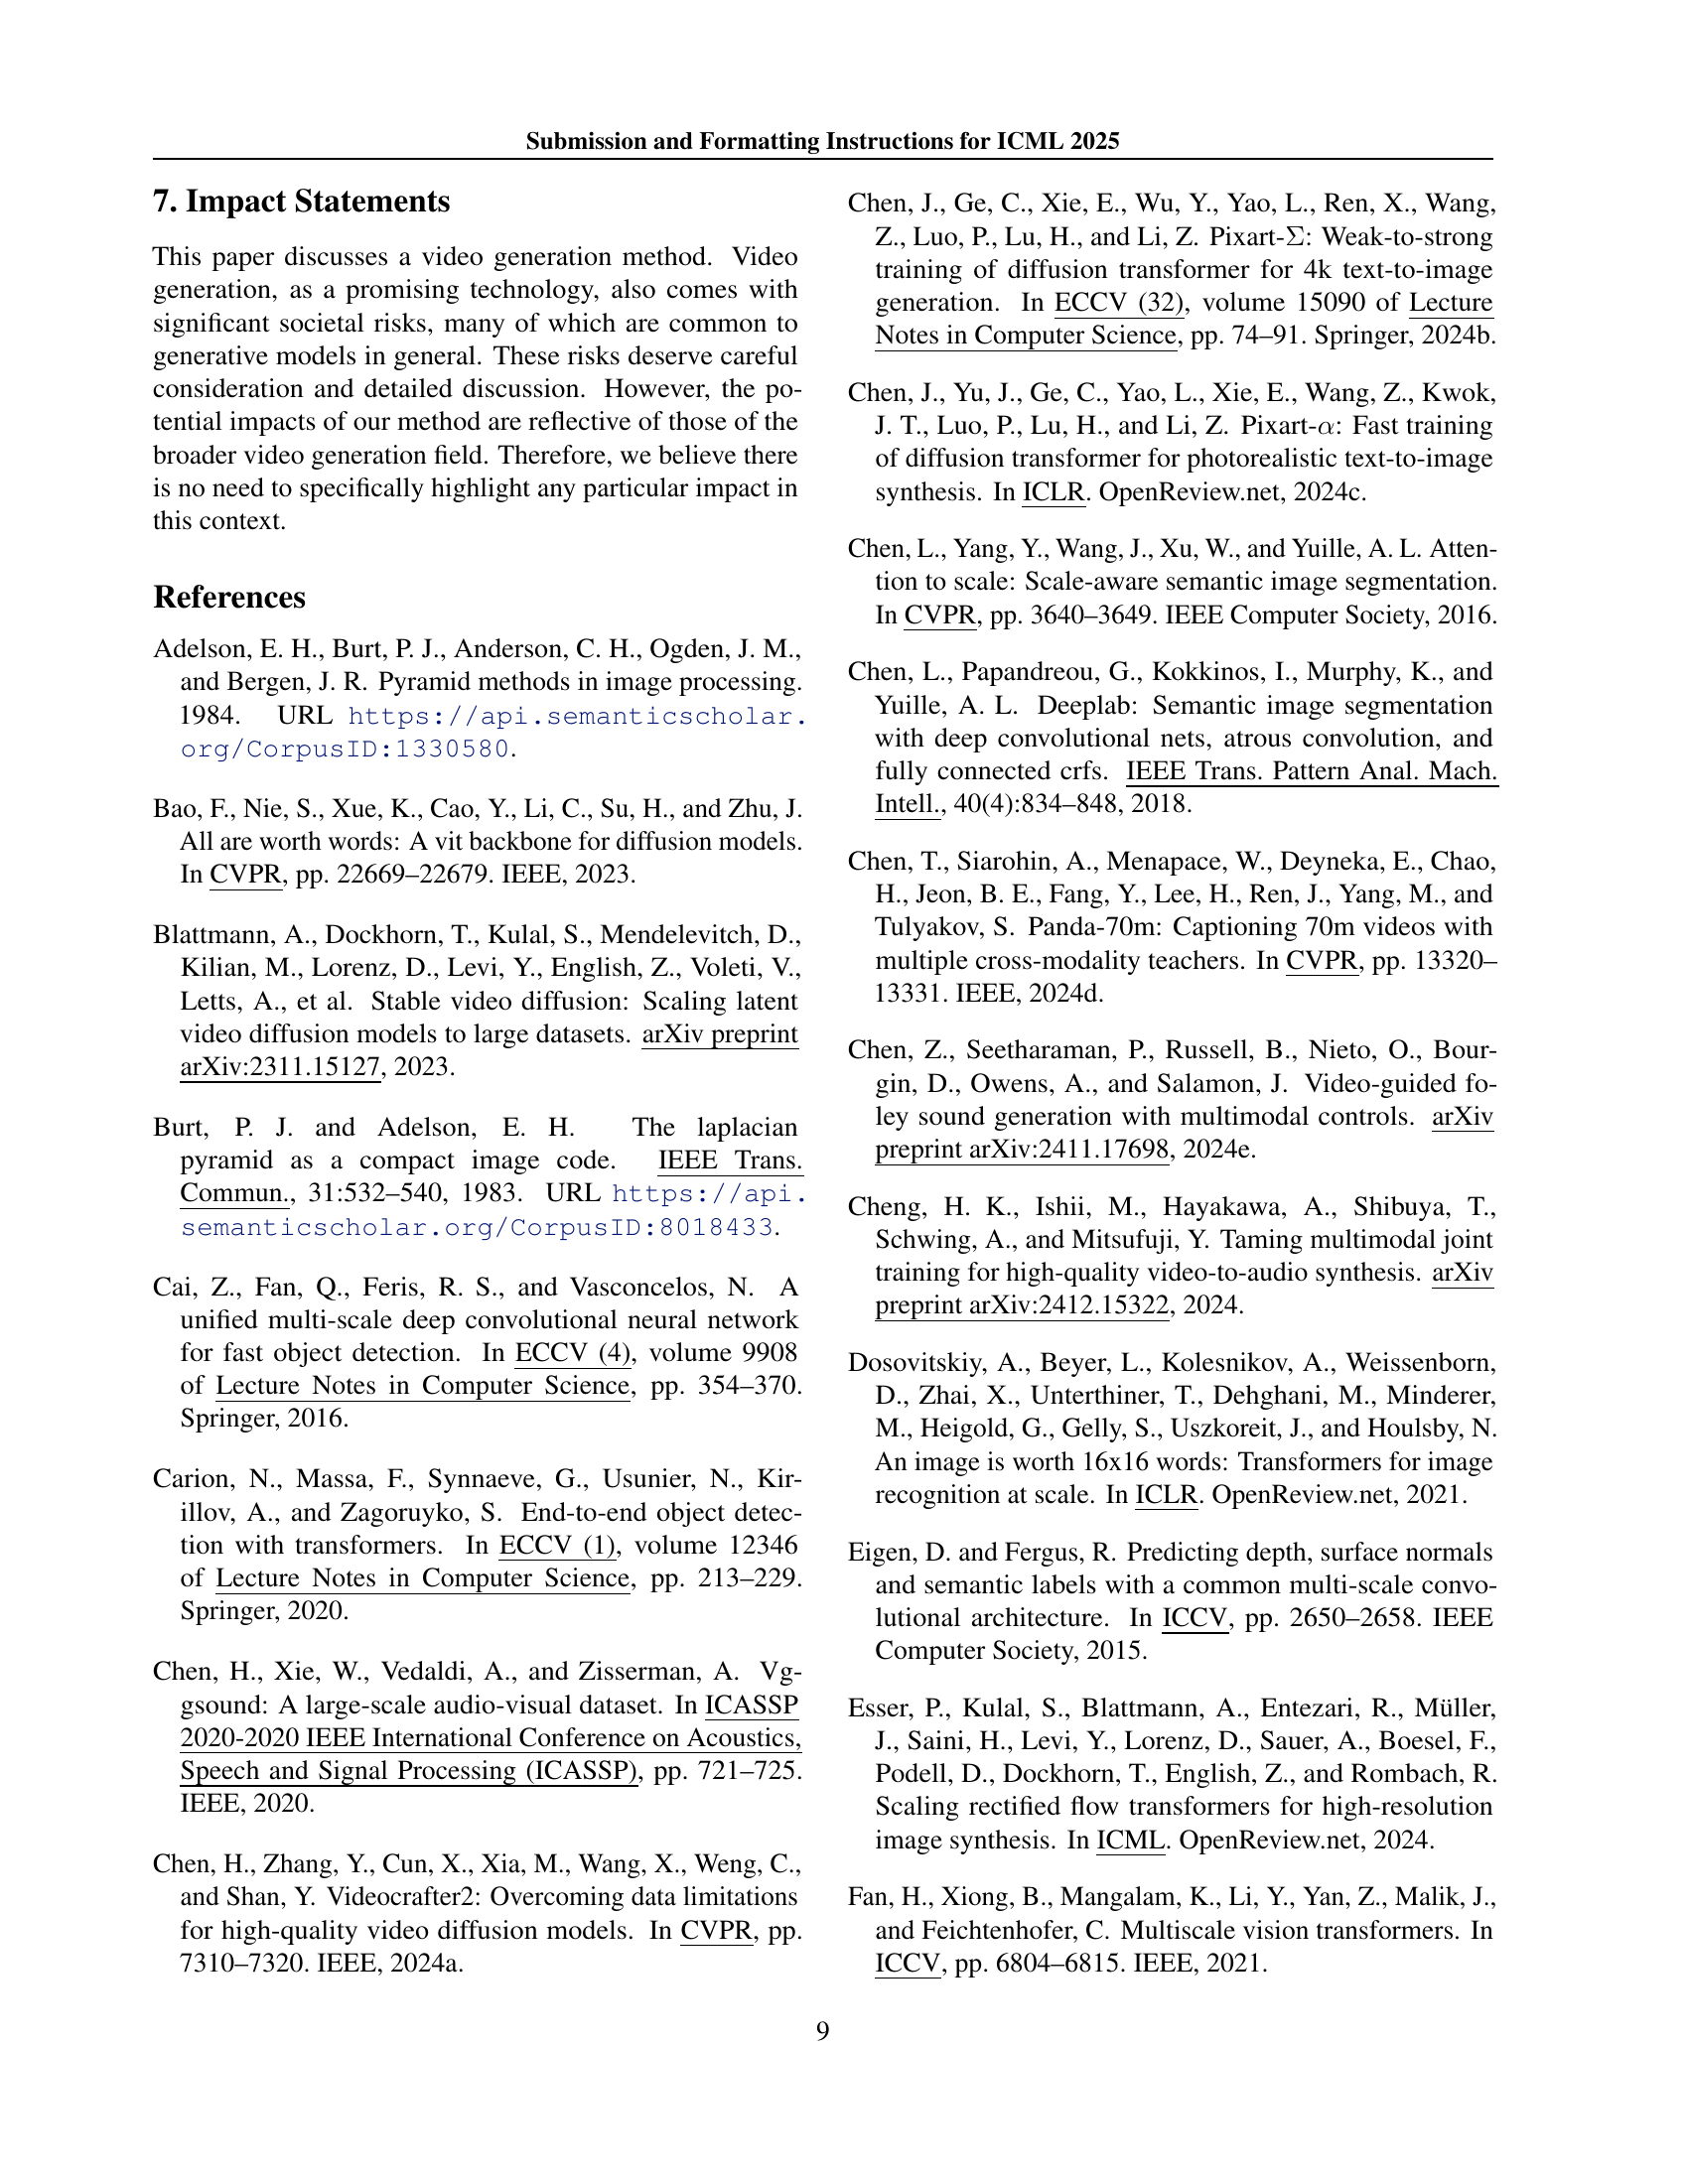 Submission and Formatting Instructions for ICML 2025
7. Impact Statements
This paper discusses a video generation method. Video
generation, as a promising technology, also comes with
significant societal risks, many of which are common to
generative models in general. These risks deserve careful
consideration and detailed discussion. However, the po-
tential impacts of our method are reflective of those of the
broader video generation field. Therefore, we believe there
is no need to specifically highlight any particular impact in
this context.
References
Adelson, E. H., Burt, P. J., Anderson, C. H., Ogden, J. M.,
and Bergen, J. R. Pyramid methods in image processing.
1984. URL https://api.semanticscholar.
org/CorpusID:1330580.
Bao, F., Nie, S., Xue, K., Cao, Y., Li, C., Su, H., and Zhu, J.
All are worth words: A vit backbone for diffusion models.
In CVPR, pp. 22669–22679. IEEE, 2023.
Blattmann, A., Dockhorn, T., Kulal, S., Mendelevitch, D.,
Kilian, M., Lorenz, D., Levi, Y., English, Z., Voleti, V.,
Letts, A., et al. Stable video diffusion: Scaling latent
video diffusion models to large datasets. arXiv preprint
arXiv:2311.15127, 2023.
Burt, P. J. and Adelson, E. H. The laplacian
pyramid as a compact image code. IEEE Trans.
Commun., 31:532–540, 1983. URL https://api.
semanticscholar.org/CorpusID:8018433.
Cai, Z., Fan, Q., Feris, R. S., and Vasconcelos, N. A
unified multi-scale deep convolutional neural network
for fast object detection. In ECCV (4), volume 9908
of Lecture Notes in Computer Science, pp. 354–370.
Springer, 2016.
Carion, N., Massa, F., Synnaeve, G., Usunier, N., Kir-
illov, A., and Zagoruyko, S. End-to-end object detec-
tion with transformers. In ECCV (1), volume 12346
of Lecture Notes in Computer Science, pp. 213–229.
Springer, 2020.
Chen, H., Xie, W., Vedaldi, A., and Zisserman, A. Vg-
gsound: A large-scale audio-visual dataset. In ICASSP
2020-2020 IEEE International Conference on Acoustics,
Speech and Signal Processing (ICASSP), pp. 721–725.
IEEE, 2020.
Chen, H., Zhang, Y., Cun, X., Xia, M., Wang, X., Weng, C.,
and Shan, Y. Videocrafter2: Overcoming data limitations
for high-quality video diffusion models. In CVPR, pp.
7310–7320. IEEE, 2024a.
Chen, J., Ge, C., Xie, E., Wu, Y., Yao, L., Ren, X., Wang,
Z., Luo, P., Lu, H., and Li, Z. Pixart-Σ: Weak-to-strong
training of diffusion transformer for 4k text-to-image
generation. In ECCV (32), volume 15090 of Lecture
Notes in Computer Science, pp. 74–91. Springer, 2024b.
Chen, J., Yu, J., Ge, C., Yao, L., Xie, E., Wang, Z., Kwok,
J. T., Luo, P., Lu, H., and Li, Z. Pixart-α: Fast training
of diffusion transformer for photorealistic text-to-image
synthesis. In ICLR. OpenReview.net, 2024c.
Chen, L., Yang, Y., Wang, J., Xu, W., and Yuille, A. L. Atten-
tion to scale: Scale-aware semantic image segmentation.
In CVPR, pp. 3640–3649. IEEE Computer Society, 2016.
Chen, L., Papandreou, G., Kokkinos, I., Murphy, K., and
Yuille, A. L. Deeplab: Semantic image segmentation
with deep convolutional nets, atrous convolution, and
fully connected crfs. IEEE Trans. Pattern Anal. Mach.
Intell., 40(4):834–848, 2018.
Chen, T., Siarohin, A., Menapace, W., Deyneka, E., Chao,
H., Jeon, B. E., Fang, Y., Lee, H., Ren, J., Yang, M., and
Tulyakov, S. Panda-70m: Captioning 70m videos with
multiple cross-modality teachers. In CVPR, pp. 13320–
13331. IEEE, 2024d.
Chen, Z., Seetharaman, P., Russell, B., Nieto, O., Bour-
gin, D., Owens, A., and Salamon, J. Video-guided fo-
ley sound generation with multimodal controls. arXiv
preprint arXiv:2411.17698, 2024e.
Cheng, H. K., Ishii, M., Hayakawa, A., Shibuya, T.,
Schwing, A., and Mitsufuji, Y. Taming multimodal joint
training for high-quality video-to-audio synthesis. arXiv
preprint arXiv:2412.15322, 2024.
Dosovitskiy, A., Beyer, L., Kolesnikov, A., Weissenborn,
D., Zhai, X., Unterthiner, T., Dehghani, M., Minderer,
M., Heigold, G., Gelly, S., Uszkoreit, J., and Houlsby, N.
An image is worth 16x16 words: Transformers for image
recognition at scale. In ICLR. OpenReview.net, 2021.
Eigen, D. and Fergus, R. Predicting depth, surface normals
and semantic labels with a common multi-scale convo-
lutional architecture. In ICCV, pp. 2650–2658. IEEE
Computer Society, 2015.
Esser, P., Kulal, S., Blattmann, A., Entezari, R., Müller,
J., Saini, H., Levi, Y., Lorenz, D., Sauer, A., Boesel, F.,
Podell, D., Dockhorn, T., English, Z., and Rombach, R.
Scaling rectified flow transformers for high-resolution
image synthesis. In ICML. OpenReview.net, 2024.
Fan, H., Xiong, B., Mangalam, K., Li, Y., Yan, Z., Malik, J.,
and Feichtenhofer, C. Multiscale vision transformers. In
ICCV, pp. 6804–6815. IEEE, 2021.
9